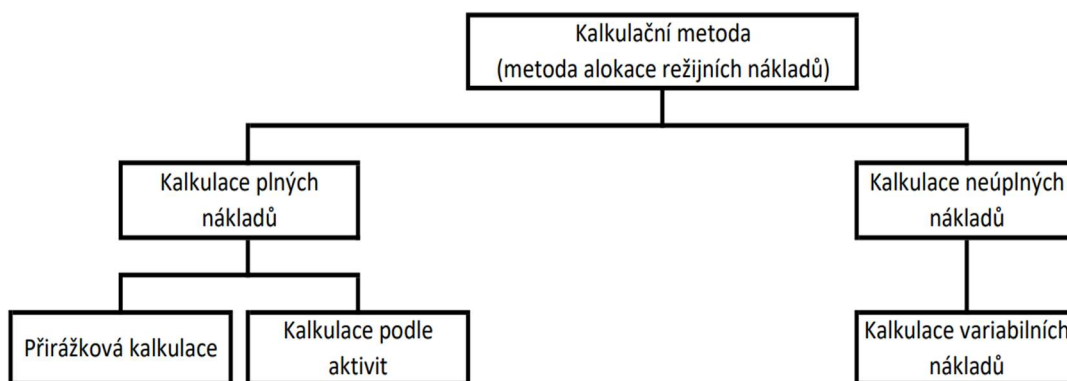 Kalkulační metoda
(metoda alokace režijních nákladů)
Kalkulace plných
nákladů
Kalkulace neúplných
nákladů
Přirážková kalkulace
Kalkulace podle
aktivit
Kalkulace variabilních
nákladů